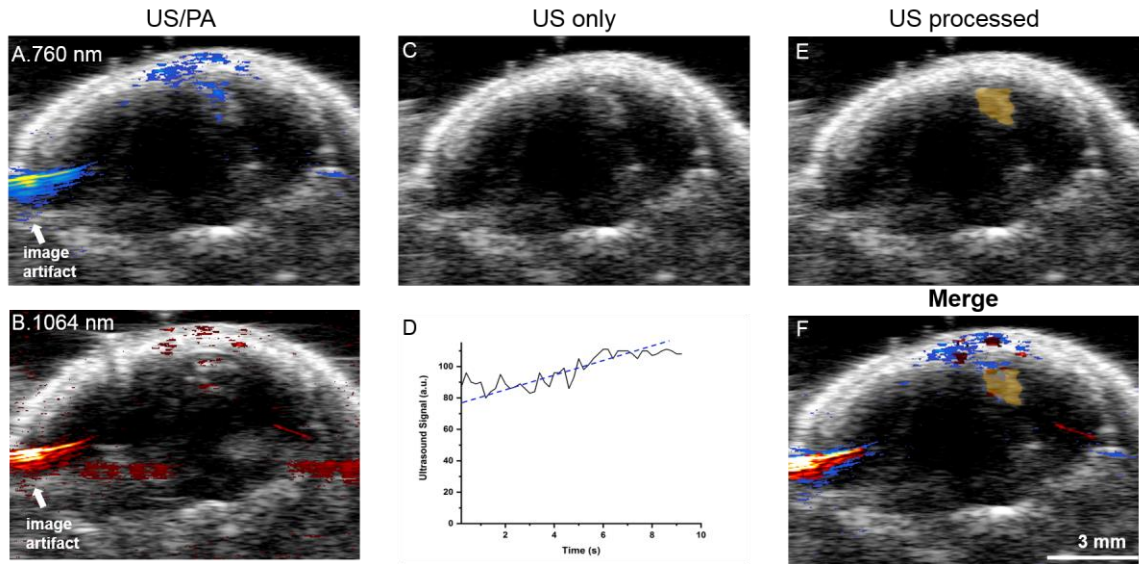 US/PA
US only
US processed
A.760 nm
image
artifact
C
E
B.1064 nm
image
artifact
D
Ultrasound Signal (a.u.)
100
80
60
40
20
0
2
4
6
8
10
Time (s)
Merge
F
3 mm